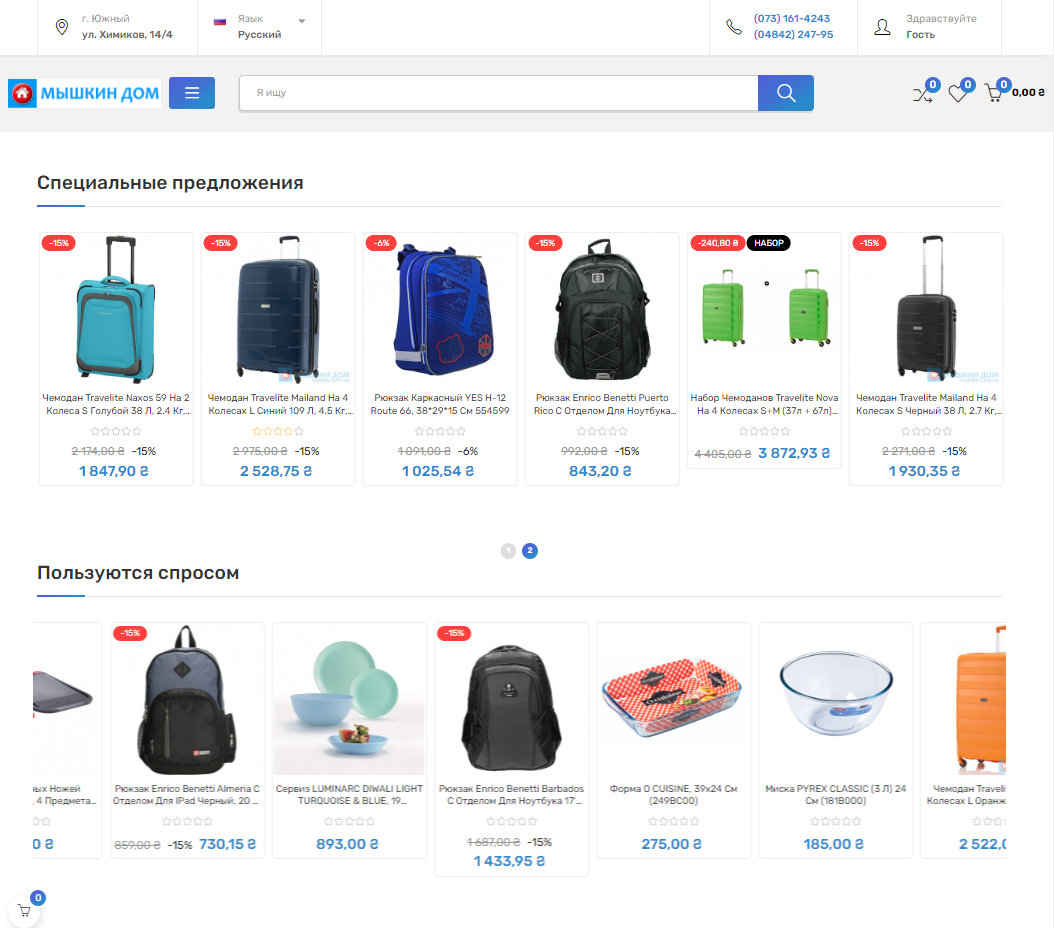 г. Южный
ул. Химиков, 14/4
Язык
Русский
(073) 161-4243
(04842) 247-95
Здравствуйте
Гость
МЫШКИН ДОМ
Я ищу
0
0
0
0,00 ₴
Специальные предложения
-15%
Чемодан Travelite Naxos 59 На 2
Колеса S Голубой 38 Л, 2.4 Кг,...
2 174,00 ₴ -15%
1 847,90 ₴
-15%
МЫШКИН ДОМ
Чемодан Travelite Mailand На 4
Колесах L Синий 109 Л, 4.5 Кг,...
2 975,00 ₴ -15%
2 528,75 ₴
-6%
Рюкзак Каркасный YES H-12
Route 66, 38*29*15 См 554599
1 091,00 ₴ -6%
1 025,54 ₴
-15%
Рюкзак Enrico Benetti Puerto
Rico С Отделом Для Ноутбука...
992,00 ₴ -15%
843,20 ₴
-240,80 ₴ НАБОР
Набор Чемоданов Travelite Nova
На 4 Колесах S+M (37л + 67л)...
4 405,00 ₴ 3 872,93 ₴
-15%
МЫШКИН ДОМ
Чемодан Travelite Mailand На 4
Колесах S Черный 38 Л, 2.7 Кг,...
2 271,00 ₴ -15%
1 930,35 ₴
1 2
Пользуются спросом
ных Ножей
, 4 Предмета...
0 ₴
-15%
Рюкзак Enrico Benetti Almeria С
Отделом Для IPad Черный, 20 ...
859,00 ₴ -15% 730,15 ₴
Сервиз LUMINARC DIWALI LIGHT
TURQUOISE & BLUE, 19...
893,00 ₴
-15%
Рюкзак Enrico Benetti Barbados
С Отделом Для Ноутбука 17'...
1 687,00 ₴ -15%
1 433,95 ₴
Форма O CUISINE, 39х24 См
(249BC00)
275,00 ₴
Миска PYREX CLASSIC (3 Л) 24
См (181B000)
185,00 ₴
Чемодан Traveli
Колесах L Оранж
2 522,0
0